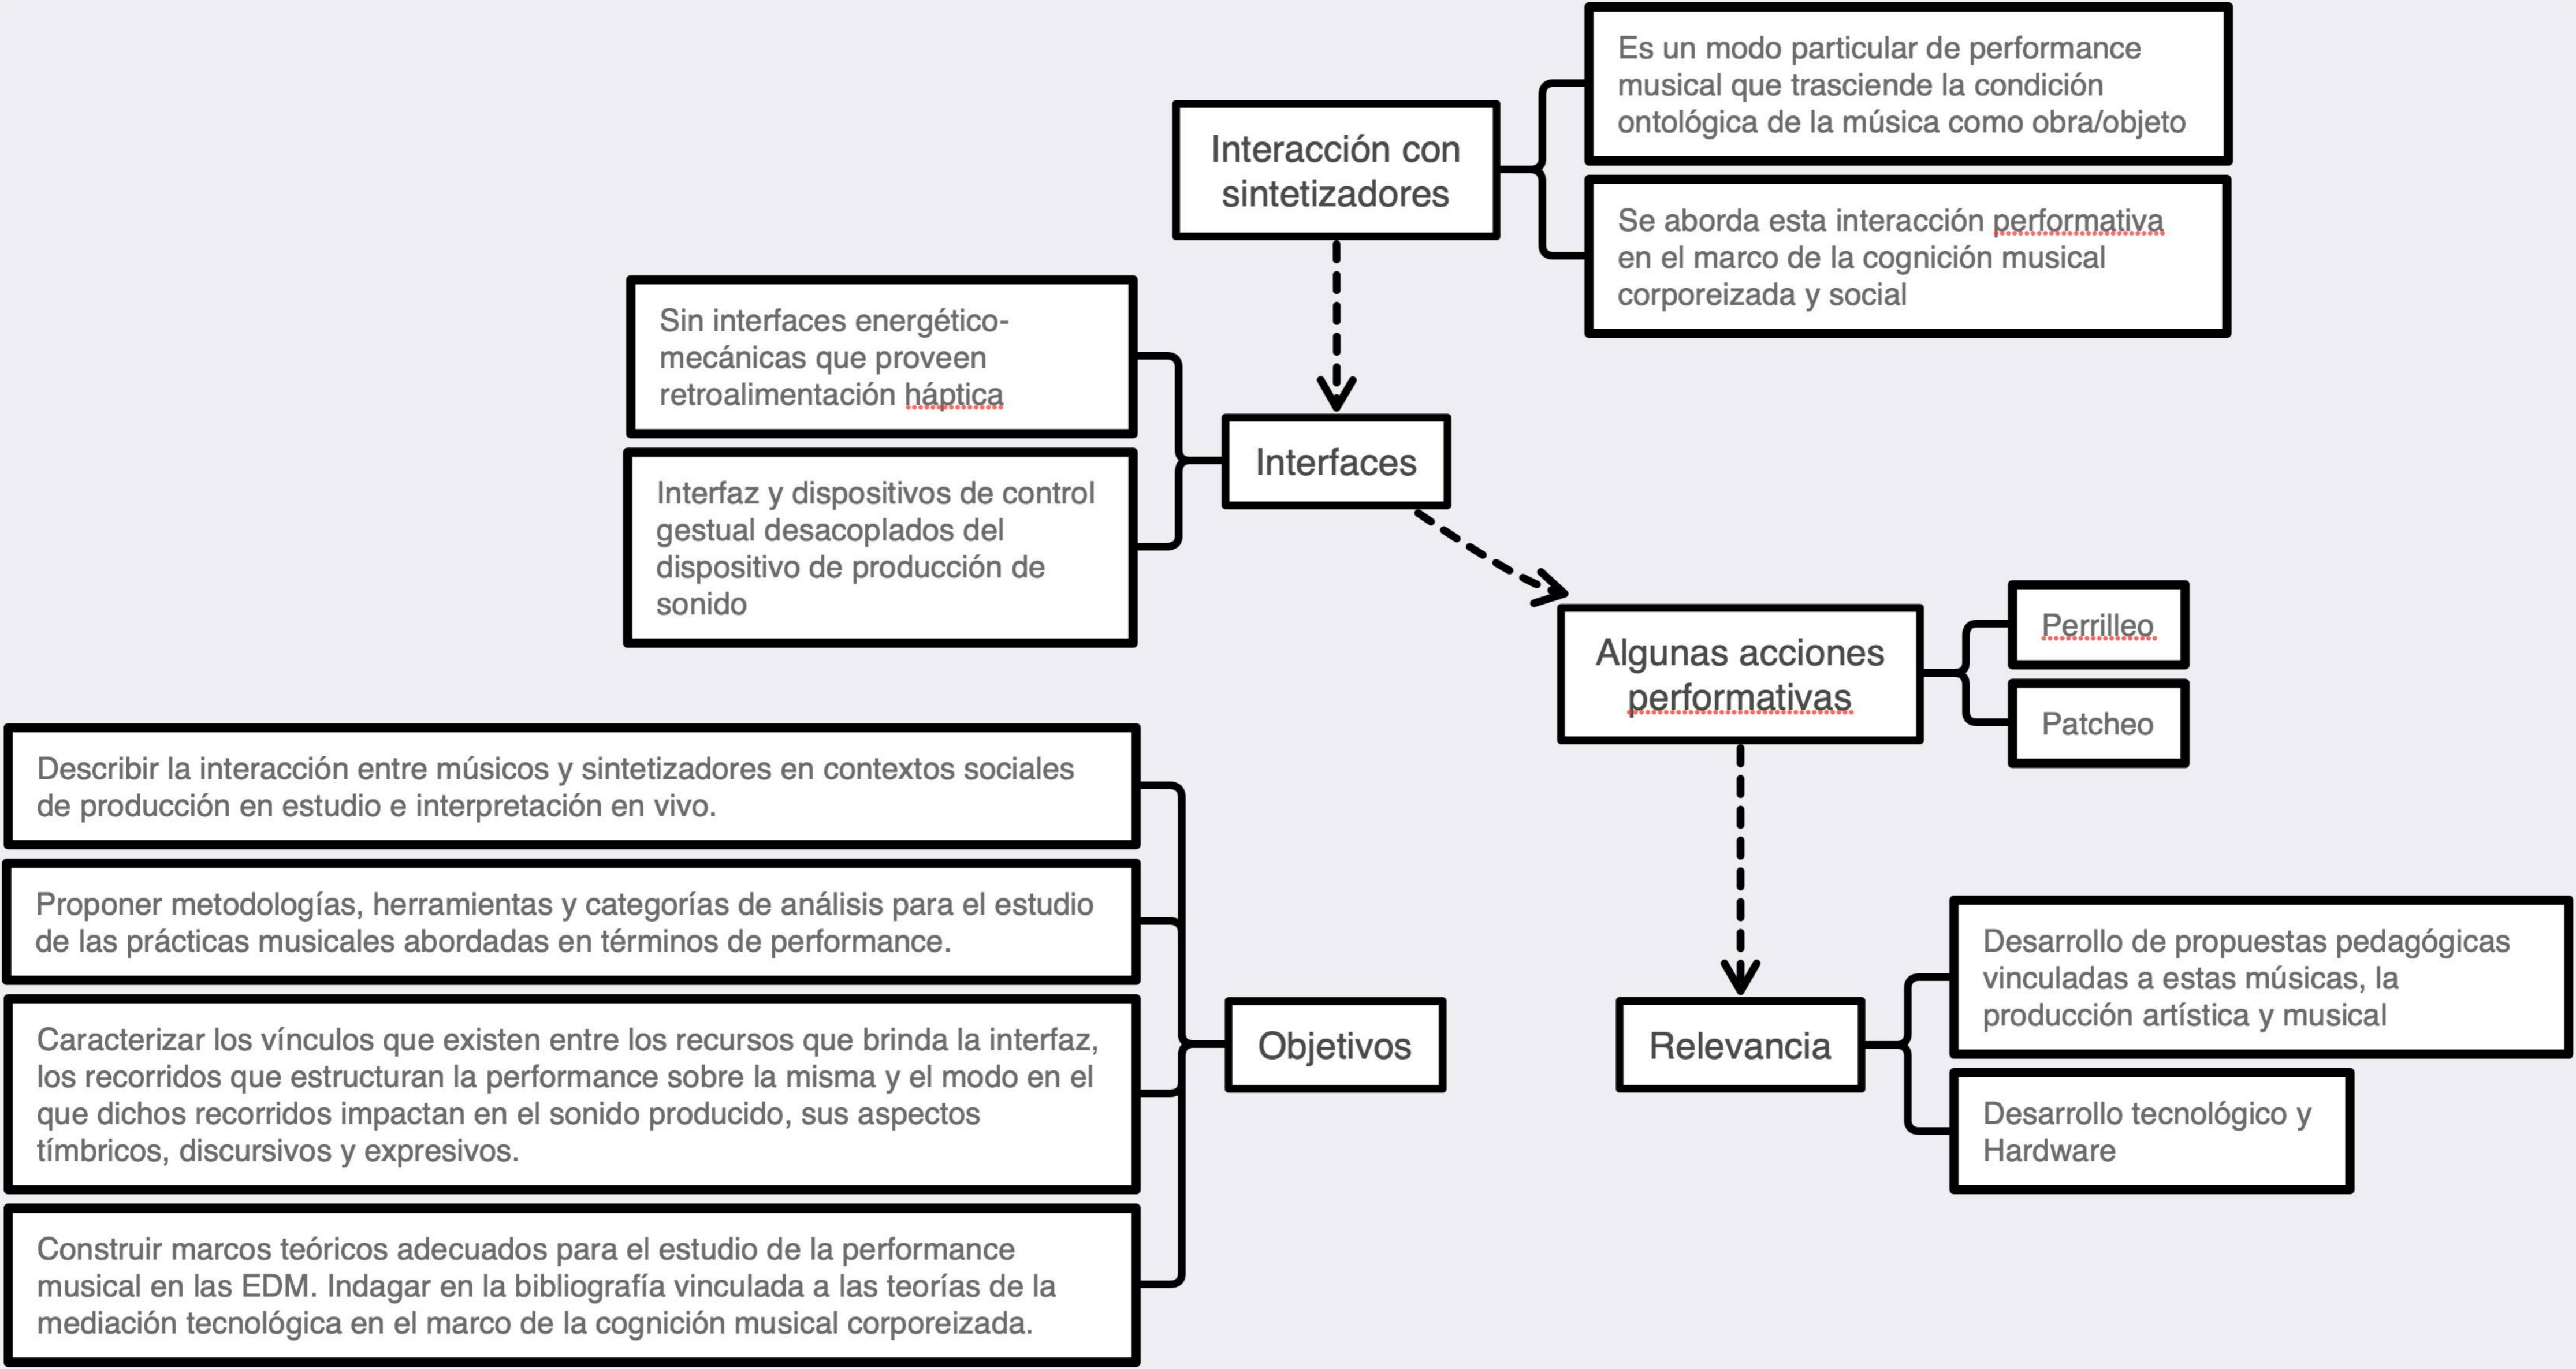 Es un modo particular de performance
musical que trasciende la condición
ontológica de la música como obra/objeto
Interacción con
sintetizadores
Se aborda esta interacción performativa
en el marco de la cognición musical
corporeizada y social
Sin interfaces energético-
mecánicas que proveen
retroalimentación háptica
Interfaces
Interfaz y dispositivos de control
gestual desacoplados del
dispositivo de producción de
sonido
Algunas acciones
performativas
Perrilleo
Patcheo
Describir la interacción entre músicos y sintetizadores en contextos sociales
de producción en estudio e interpretación en vivo.
Proponer metodologías, herramientas y categorías de análisis para el estudio
de las prácticas musicales abordadas en términos de performance.
Caracterizar los vínculos que existen entre los recursos que brinda la interfaz,
los recorridos que estructuran la performance sobre la misma y el modo en el
que dichos recorridos impactan en el sonido producido, sus aspectos
tímbricos, discursivos y expresivos.
Construir marcos teóricos adecuados para el estudio de la performance
musical en las EDM. Indagar en la bibliografía vinculada a las teorías de la
mediación tecnológica en el marco de la cognición musical corporeizada.
Objetivos
Relevancia
Desarrollo de propuestas pedagógicas
vinculadas a estas músicas, la
producción artística y musical
Desarrollo tecnológico y
Hardware